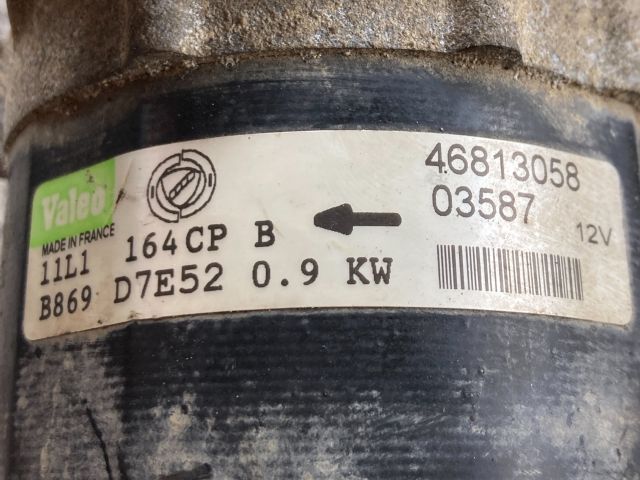 Valeo
MADE IN FRANCE
11L1 164CP B
B869 D7E52 0.9 KW
46813058
03587
12V